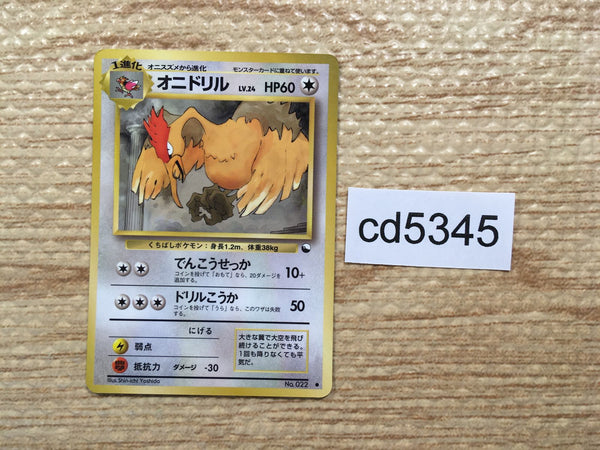 1進化 オニスズメから進化 モンスターカードに重ねて使います。
オニドリル LV.24 HP60
くちばしポケモン：身長1.2m、体重38kg
でんこうせっか 10+
コインを投げて「おもて」なら、20ダメージを追加する。
ドリルこうか 50
コインを投げて「うら」なら、このワザは失敗する。
にげる
弱点
抵抗力 ダメージ -30
大きな翼で大空を飛び
続けることができる。
1回も降りなくても平
気だ。
Illus.Shin-ichi Yoshida
No.022 ●
cd5345